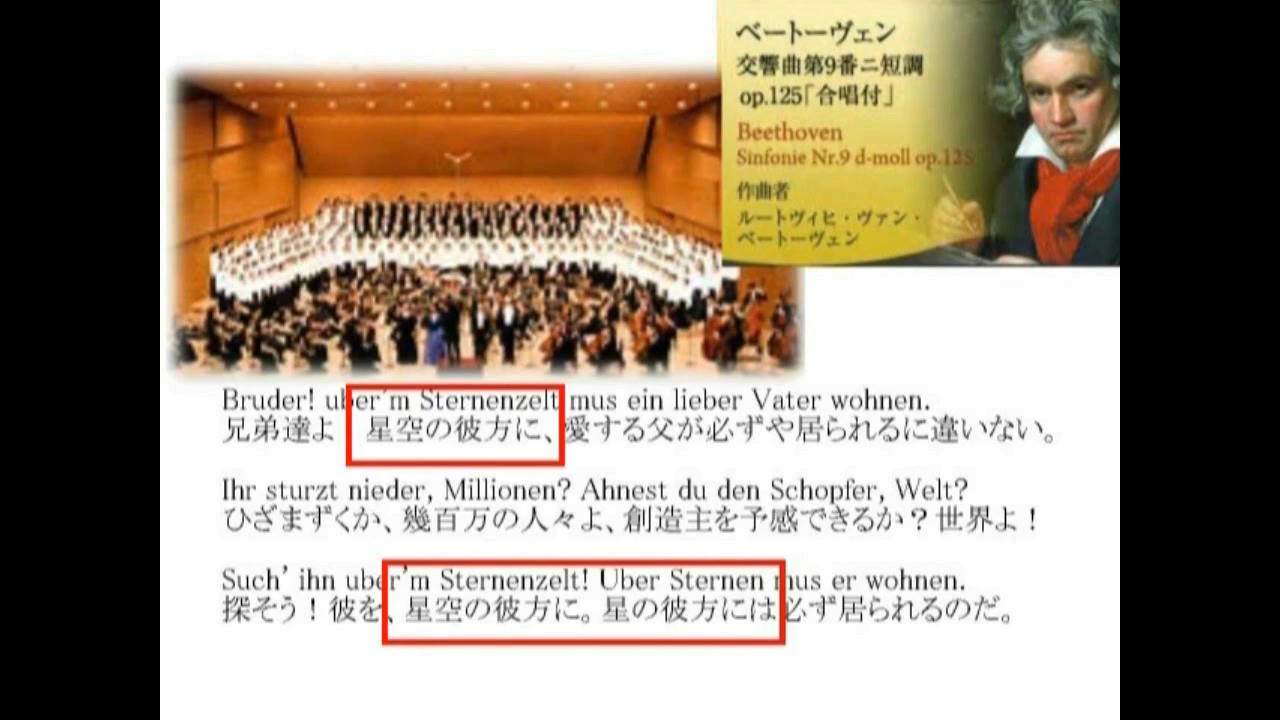 ベートーヴェン
交響曲第9番ニ短調
op.125「合唱付」
Beethoven
Sinfonie Nr.9 d-moll op.125
作曲者
ルートヴィヒ・ヴァン・
ベートーヴェン
Bruder! uber´m Sternenzelt mus ein lieber Vater wohnen.
兄弟達よ　星空の彼方に、愛する父が必ずや居られるに違いない。
Ihr sturzt nieder, Millionen? Ahnest du den Schopfer, Welt?
ひざまずくか、幾百万の人々よ、創造主を予感できるか？世界よ！
Such’ ihn uber’m Sternenzelt! Uber Sternen mus er wohnen.
探そう！彼を、星空の彼方に。星の彼方には必ず居られるのだ。